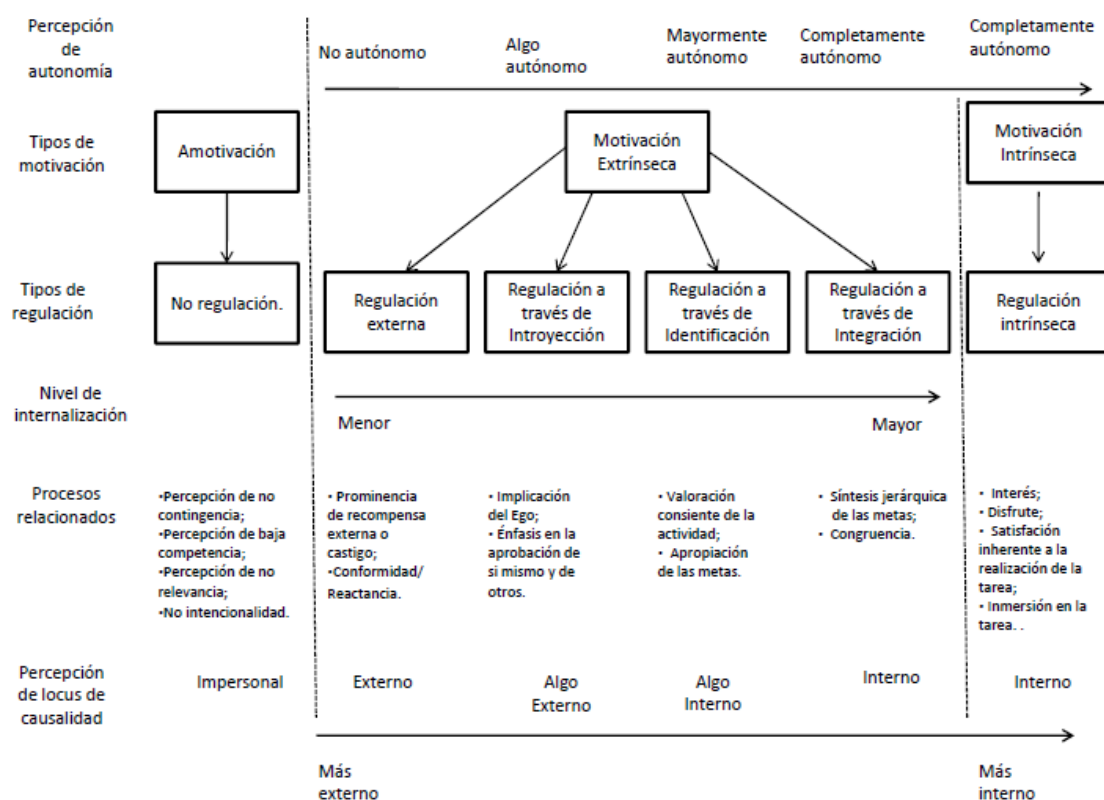 Percepción
de
autonomía
No autónomo
Algo
autónomo
Mayormente
autónomo
Completamente
autónomo
Completamente
autónomo
Tipos de
motivación
Amotivación
Motivación
Extrínseca
Motivación
Intrínseca
Tipos de
regulación
No regulación.
Regulación
externa
Regulación a
través de
Introyección
Regulación a
través de
Identificación
Regulación a
través de
Integración
Regulación
intrínseca
Nivel de
internalización
Menor
Mayor
Procesos
relacionados
•Percepción de no
contingencia;
•Percepción de baja
competencia;
•Percepción de no
relevancia;
•No intencionalidad.
• Prominencia
de recompensa
externa o
castigo;
•Conformidad/
Reactancia.
• Implicación
del Ego;
• Énfasis en la
aprobación de
si mismo y de
otros.
• Valoración
consiente de la
actividad;
• Apropiación
de las metas.
• Síntesis jerárquica
de las metas;
• Congruencia.
• Interés;
• Disfrute;
• Satisfacción
inherente a la
realización de la
tarea;
• Inmersión en la
tarea. .
Percepción
de locus de
causalidad
Impersonal
Externo
Algo
Externo
Algo
Interno
Interno
Interno
Más
externo
Más
interno